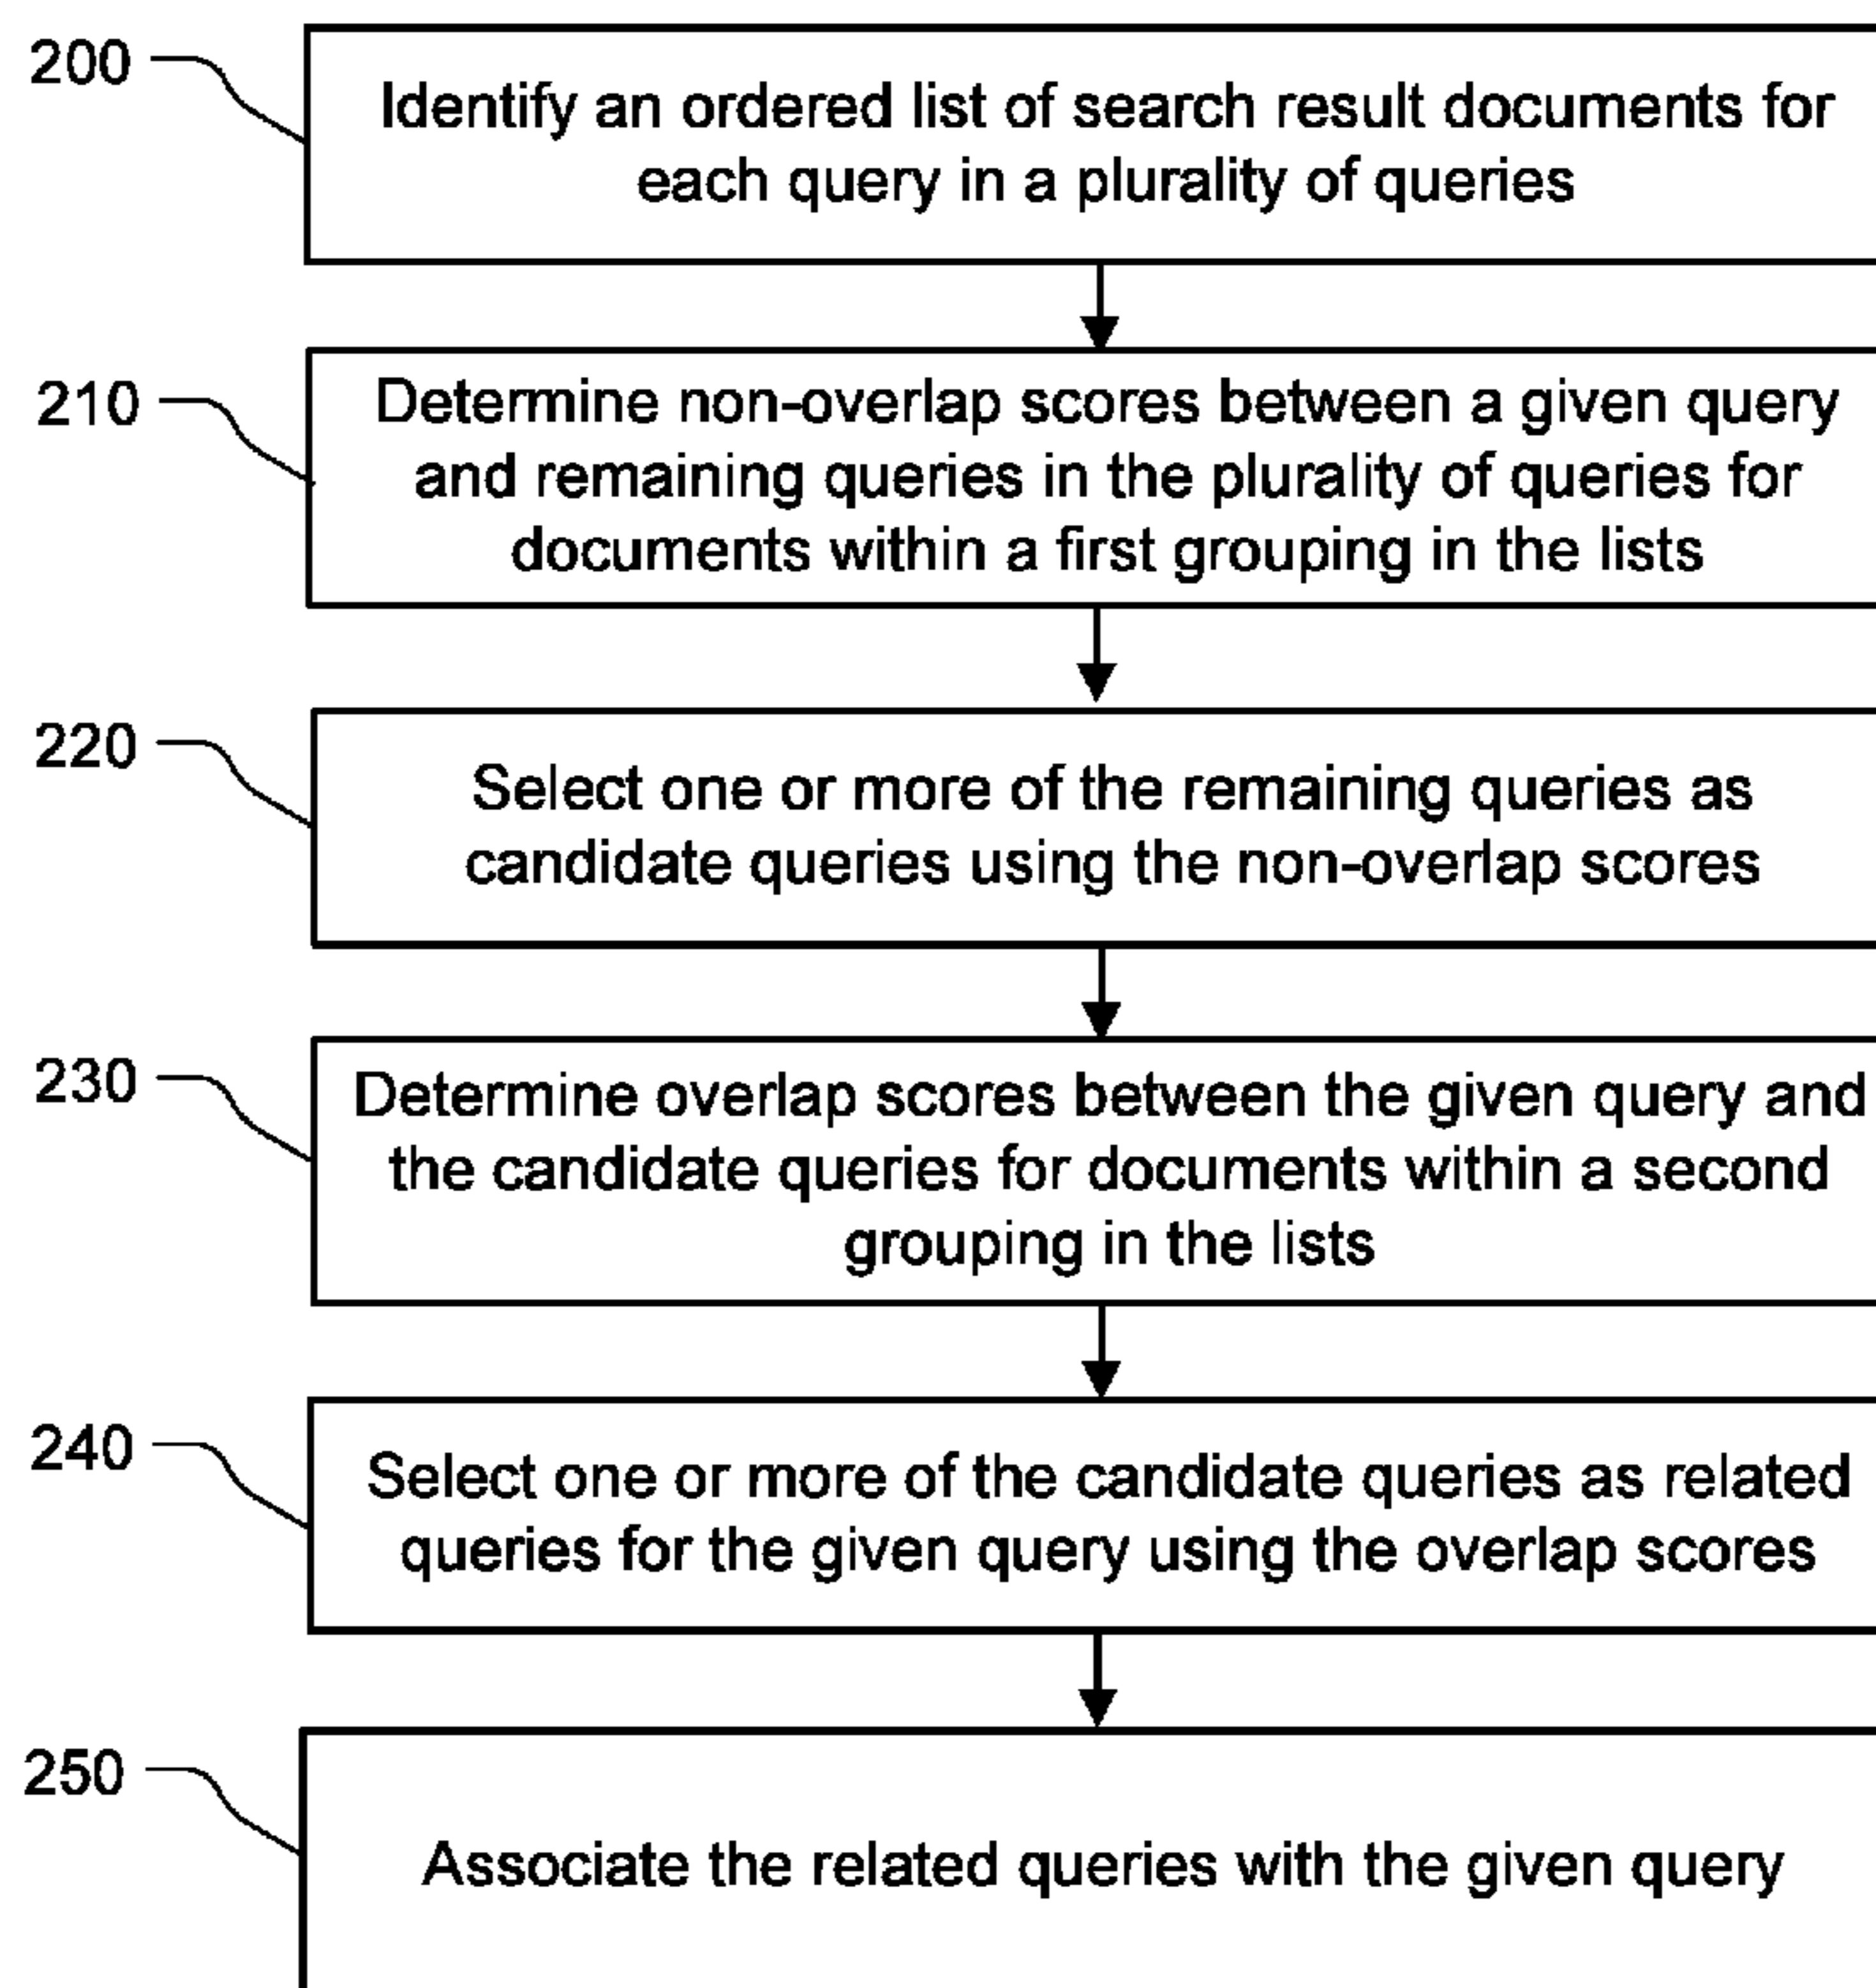 200
Identify an ordered list of search result documents for
each query in a plurality of queries
210
Determine non-overlap scores between a given query
and remaining queries in the plurality of queries for
documents within a first grouping in the lists
220
Select one or more of the remaining queries as
candidate queries using the non-overlap scores
230
Determine overlap scores between the given query and
the candidate queries for documents within a second
grouping in the lists
240
Select one or more of the candidate queries as related
queries for the given query using the overlap scores
250
Associate the related queries with the given query